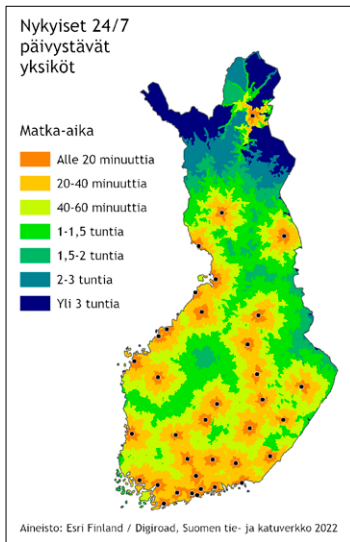 Nykyiset 24/7
päivystävät
yksiköt
Matka-aika
Alle 20 minuuttia
20-40 minuuttia
40-60 minuuttia
1-1,5 tuntia
1,5-2 tuntia
2-3 tuntia
Yli 3 tuntia
Aineisto: Esri Finland / Digiroad, Suomen tie- ja katuverkko 2022